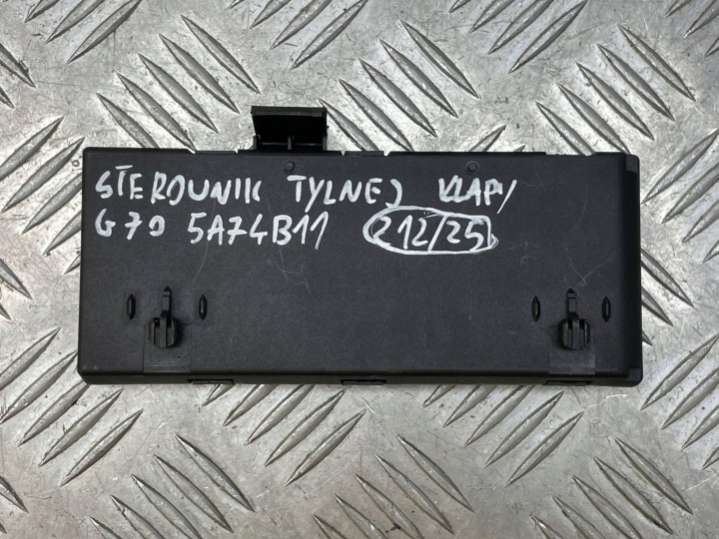 STEROWNIK TYLNEJ KLAPY
G70 5A74B11 212/25